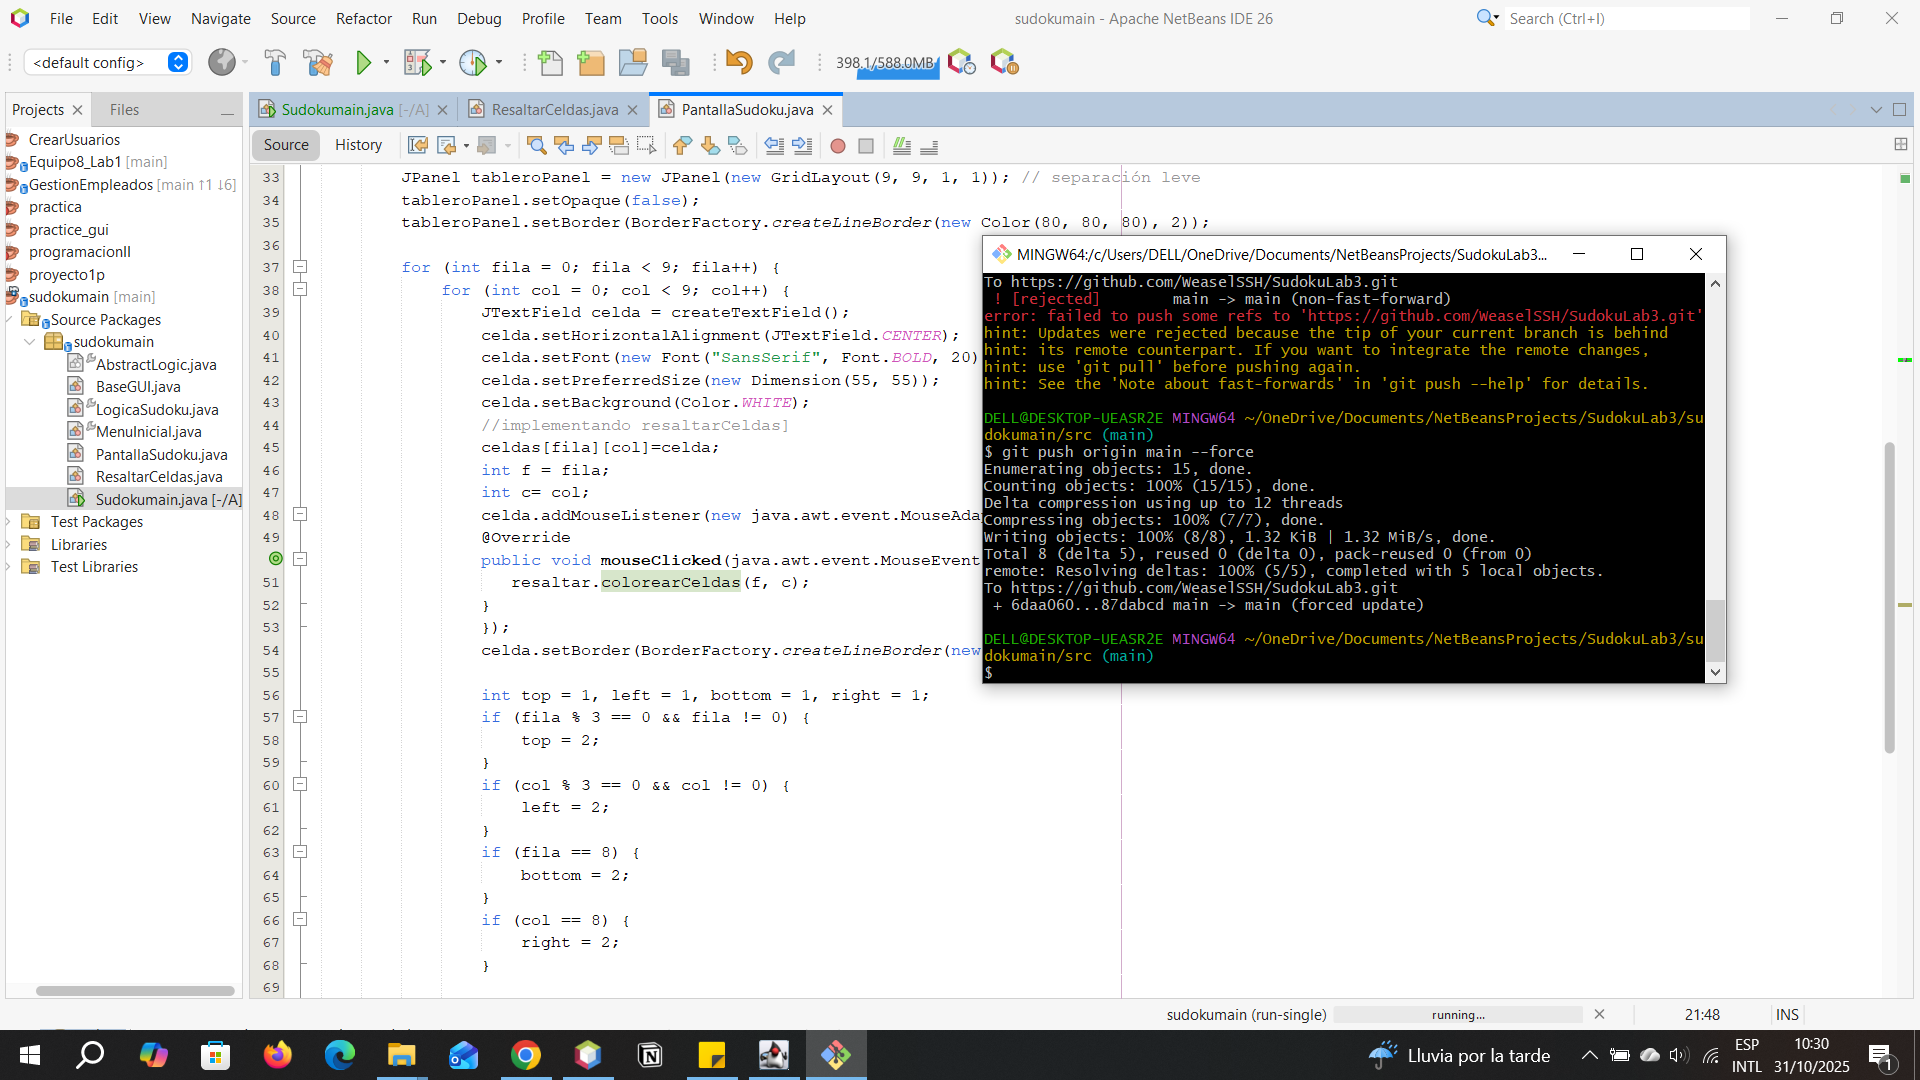 File Edit View Navigate Source Refactor Run Debug Profile Team Tools Window Help
sudokumain - Apache NetBeans IDE 26
Search (Ctrl+I)
<default config>
398.1/588.0MB
Projects
Files
Sudokumain.java [-/A]
ResaltarCeldas.java
PantallaSudoku.java
Source
History
CrearUsuarios
Equipo8_Lab1 [main]
GestionEmpleados [main ↑1 ↓6]
practica
practice_gui
programacionII
proyecto1p
sudokumain [main]
Source Packages
sudokumain
AbstractLogic.java
BaseGUI.java
LogicaSudoku.java
MenuInicial.java
PantallaSudoku.java
ResaltarCeldas.java
Sudokumain.java [-/A]
Test Packages
Libraries
Test Libraries
33 JPanel tableroPanel = new JPanel(new GridLayout(9, 9, 1, 1)); // separación leve
34 tableroPanel.setOpaque(false);
35 tableroPanel.setBorder(BorderFactory.createLineBorder(new Color(80, 80, 80), 2));
36
37 for (int fila = 0; fila < 9; fila++) {
38 for (int col = 0; col < 9; col++) {
39 JTextField celda = createTextField();
40 celda.setHorizontalAlignment(JTextField.CENTER);
41 celda.setFont(new Font("SansSerif", Font.BOLD, 20)
42 celda.setPreferredSize(new Dimension(55, 55));
43 celda.setBackground(Color.WHITE);
44 //implementando resaltarCeldas]
45 celdas[fila][col]=celda;
46 int f = fila;
47 int c= col;
48 celda.addMouseListener(new java.awt.event.MouseAda
49 @Override
public void mouseClicked(java.awt.event.MouseEvent
51 resaltar.colorearCeldas(f, c);
52 }
53 });
54 celda.setBorder(BorderFactory.createLineBorder(new
55
56 int top = 1, left = 1, bottom = 1, right = 1;
57 if (fila % 3 == 0 && fila != 0) {
58 top = 2;
59 }
60 if (col % 3 == 0 && col != 0) {
61 left = 2;
62 }
63 if (fila == 8) {
64 bottom = 2;
65 }
66 if (col == 8) {
67 right = 2;
68 }
69
MINGW64:/c/Users/DELL/OneDrive/Documents/NetBeansProjects/SudokuLab3...
To https://github.com/WeaselSSH/SudokuLab3.git
! [rejected] main -> main (non-fast-forward)
error: failed to push some refs to 'https://github.com/WeaselSSH/SudokuLab3.git'
hint: Updates were rejected because the tip of your current branch is behind
hint: its remote counterpart. If you want to integrate the remote changes,
hint: use 'git pull' before pushing again.
hint: See the 'Note about fast-forwards' in 'git push --help' for details.
DELL@DESKTOP-UEASR2E MINGW64 ~/OneDrive/Documents/NetBeansProjects/SudokuLab3/su
dokumain/src (main)
$ git push origin main --force
Enumerating objects: 15, done.
Counting objects: 100% (15/15), done.
Delta compression using up to 12 threads
Compressing objects: 100% (7/7), done.
Writing objects: 100% (8/8), 1.32 KiB | 1.32 MiB/s, done.
Total 8 (delta 5), reused 0 (delta 0), pack-reused 0 (from 0)
remote: Resolving deltas: 100% (5/5), completed with 5 local objects.
To https://github.com/WeaselSSH/SudokuLab3.git
+ 6daa060...87dabcd main -> main (forced update)
DELL@DESKTOP-UEASR2E MINGW64 ~/OneDrive/Documents/NetBeansProjects/SudokuLab3/su
dokumain/src (main)
$
sudokumain (run-single)
running...
21:48
INS
Lluvia por la tarde
ESP
INTL
10:30
31/10/2025
1